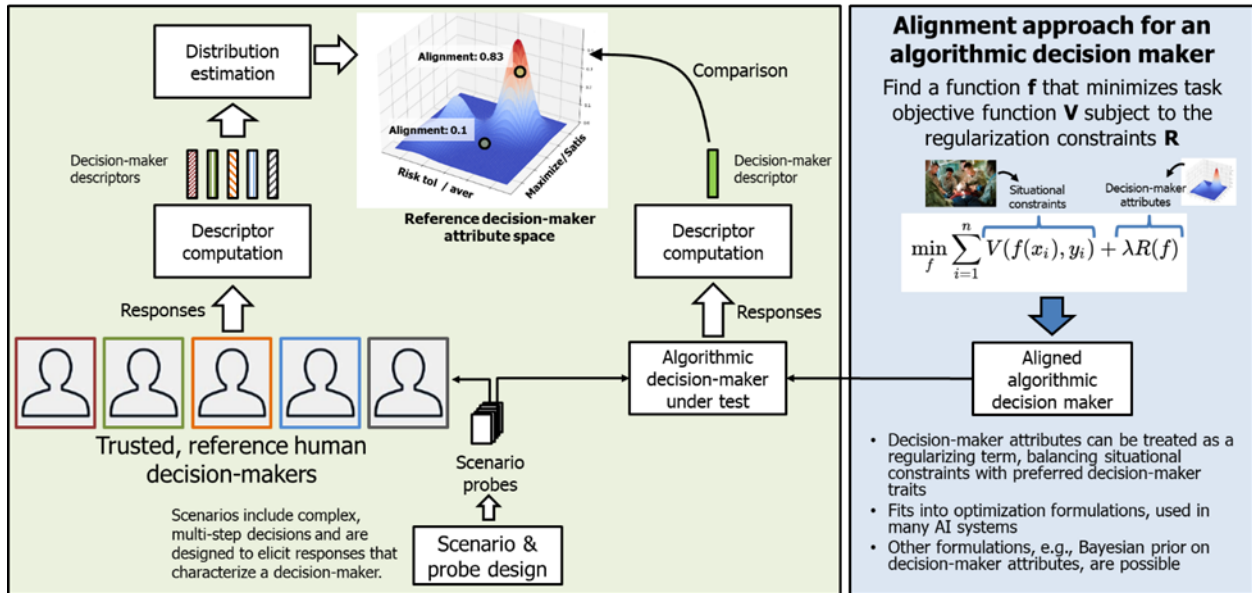 Distribution
estimation
Alignment: 0.83
Alignment: 0.1
Risk tol / aver
Maximize/Satis
Reference decision-maker
attribute space
Comparison
Decision-maker
descriptors
Decision-maker
descriptor
Descriptor
computation
Descriptor
computation
Responses
Responses
Algorithmic
decision-maker
under test
Trusted, reference human
decision-makers
Scenario
probes
Scenarios include complex,
multi-step decisions and are
designed to elicit responses that
characterize a decision-maker.
Scenario &
probe design
Alignment approach for an
algorithmic decision maker
Find a function f that minimizes task
objective function V subject to the
regularization constraints R
Situational
constraints
Decision-maker
attributes
min_f \sum_{i=1}^{n} V(f(x_i), y_i) + λR(f)
Aligned
algorithmic
decision maker
• Decision-maker attributes can be treated as a
regularizing term, balancing situational
constraints with preferred decision-maker
traits
• Fits into optimization formulations, used in
many AI systems
• Other formulations, e.g., Bayesian prior on
decision-maker attributes, are possible